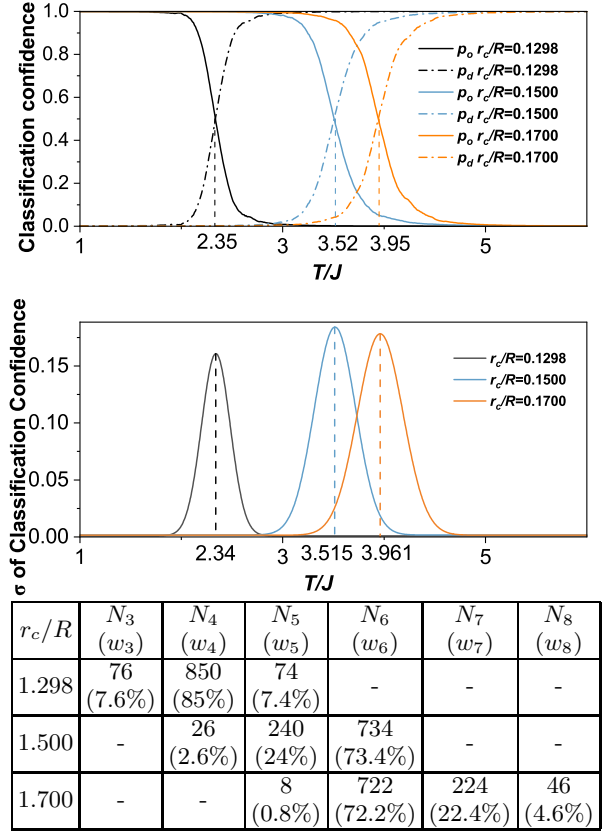 Classification confidence
1.0
0.8
0.6
0.4
0.2
0.0
p_o r_c/R=0.1298
p_d r_c/R=0.1298
p_o r_c/R=0.1500
p_d r_c/R=0.1500
p_o r_c/R=0.1700
p_d r_c/R=0.1700
1 2.35 3 3.52 3.95 5
T/J
σ of Classification Confidence
0.15
0.10
0.05
0.00
r_c/R=0.1298
r_c/R=0.1500
r_c/R=0.1700
1 2.34 3 3.515 3.961 5
T/J
r_c/R N_3 N_4 N_5 N_6 N_7 N_8
(w_3) (w_4) (w_5) (w_6) (w_7) (w_8)
1.298 76 850 74 - - -
(7.6%) (85%) (7.4%)
1.500 - 26 240 734 - -
(2.6%) (24%) (73.4%)
1.700 - - 8 722 224 46
(0.8%) (72.2%) (22.4%) (4.6%)